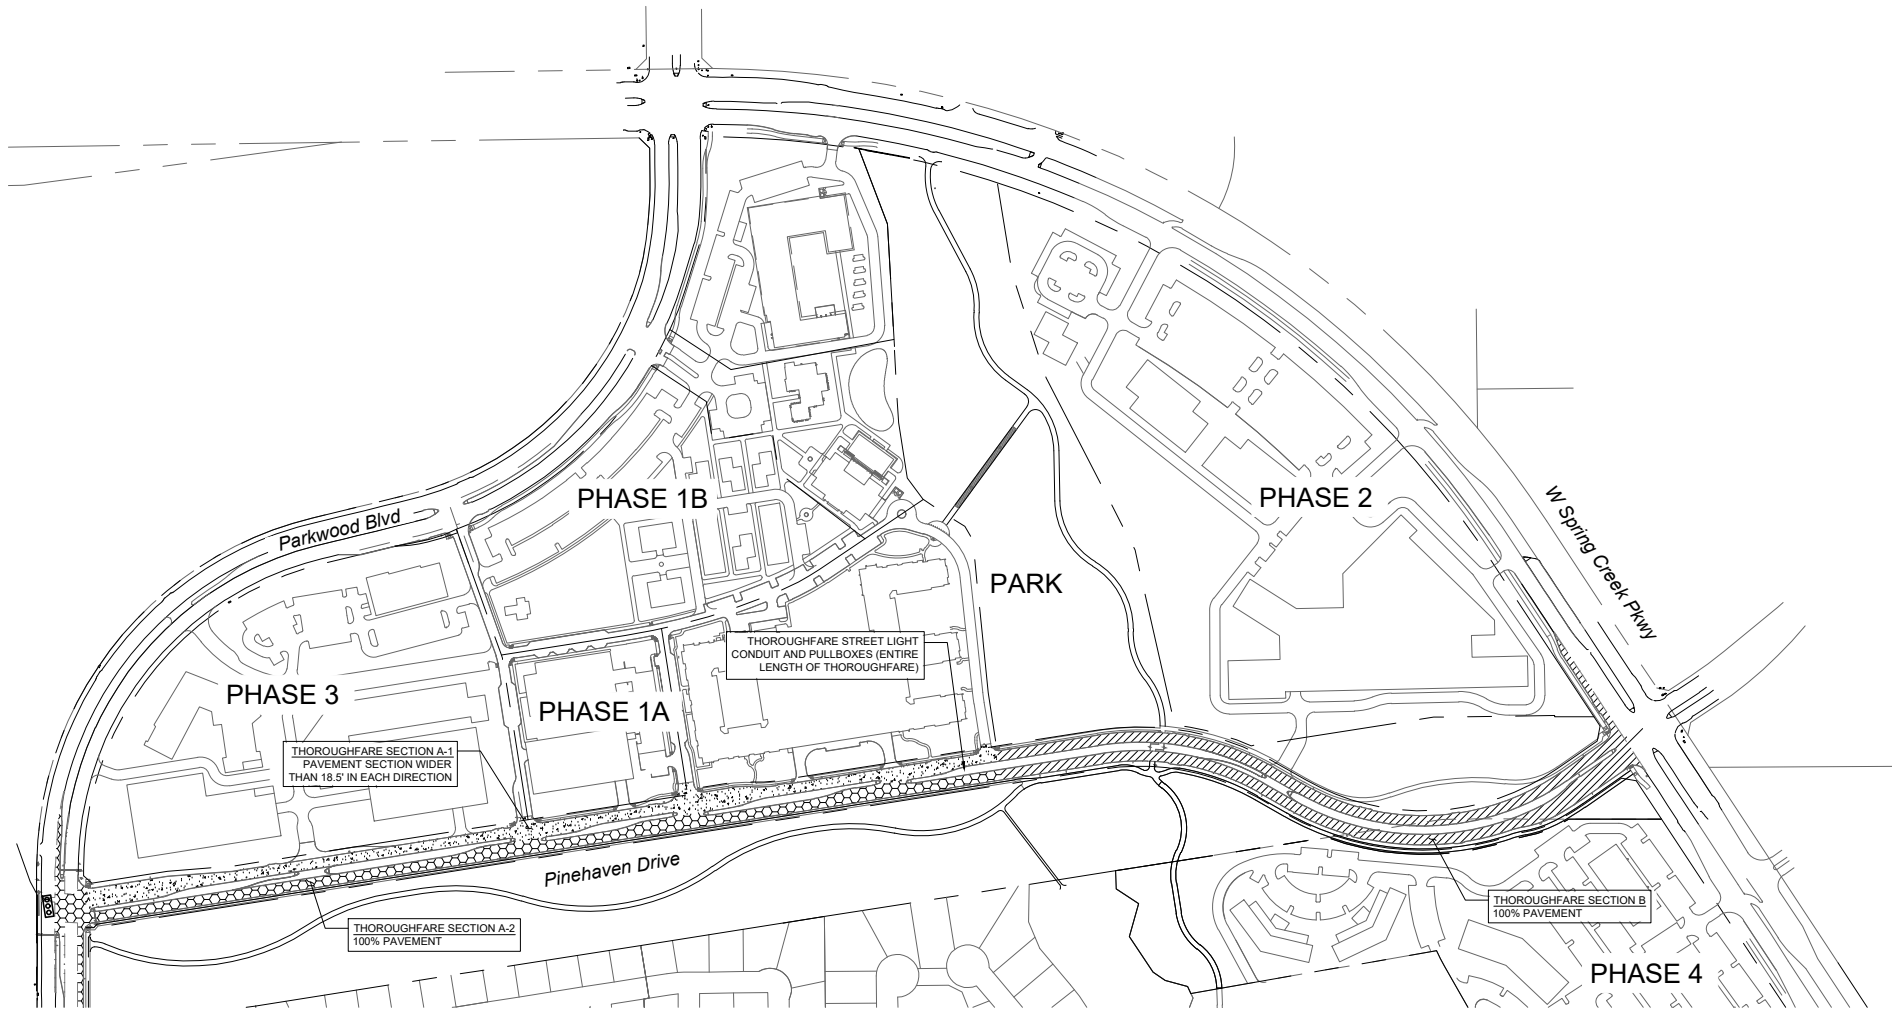 PHASE 1B
PHASE 2
Parkwood Blvd
W Spring Creek Pkwy
PARK
THOROUGHFARE STREET LIGHT
CONDUIT AND PULLBOXES (ENTIRE
LENGTH OF THOROUGHFARE)
PHASE 3
PHASE 1A
THOROUGHFARE SECTION A-1
PAVEMENT SECTION WIDER
THAN 18.5' IN EACH DIRECTION
Pinehaven Drive
THOROUGHFARE SECTION B
100% PAVEMENT
THOROUGHFARE SECTION A-2
100% PAVEMENT
PHASE 4